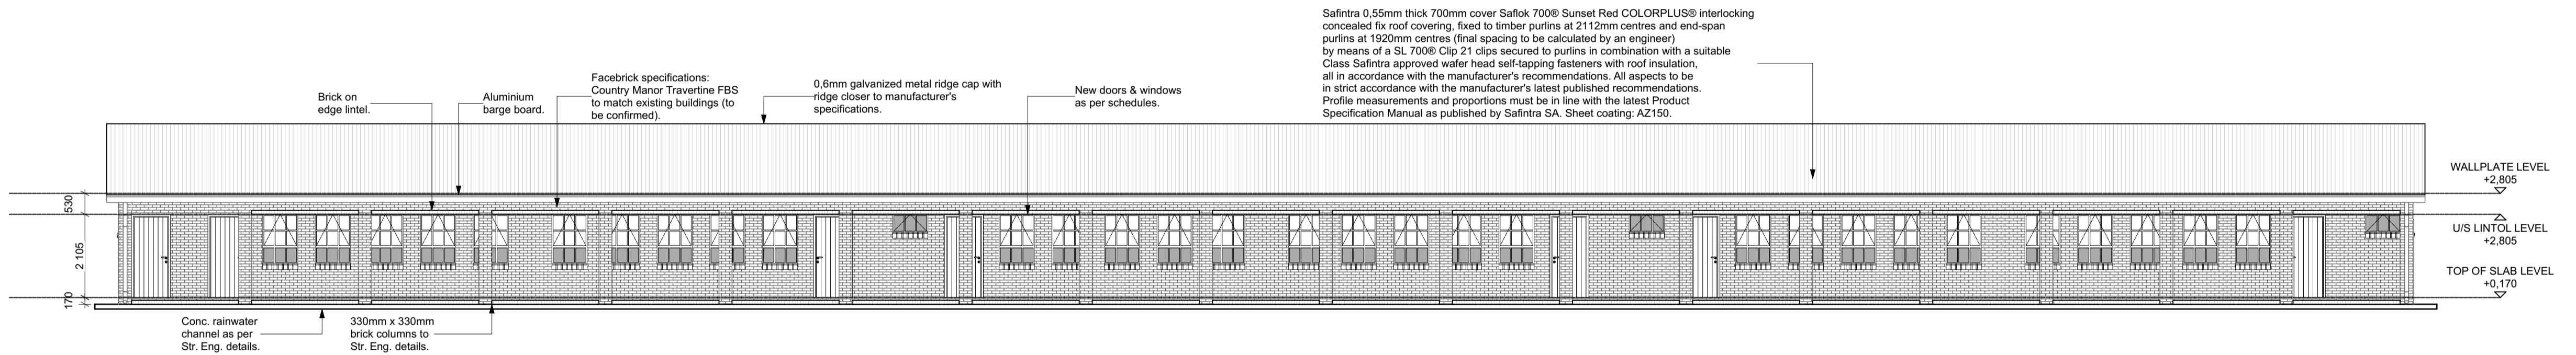 Safintra 0,55mm thick 700mm cover Saflok 700® Sunset Red COLORPLUS® interlocking
concealed fix roof covering, fixed to timber purlins at 2112mm centres and end-span
purlins at 1920mm centres (final spacing to be calculated by an engineer)
by means of a SL 700® Clip 21 clips secured to purlins in combination with a suitable
Class Safintra approved wafer head self-tapping fasteners with roof insulation,
all in accordance with the manufacturer's recommendations. All aspects to be
in strict accordance with the manufacturer's latest published recommendations.
Profile measurements and proportions must be in line with the latest Product
Specification Manual as published by Safintra SA. Sheet coating: AZ150.
Brick on
edge lintel.
Aluminium
barge board.
Facebrick specifications:
Country Manor Travertine FBS
to match existing buildings (to
be confirmed).
0,6mm galvanized metal ridge cap with
ridge closer to manufacturer's
specifications.
New doors & windows
as per schedules.
WALLPLATE LEVEL
+2,805
U/S LINTOL LEVEL
+2,805
TOP OF SLAB LEVEL
+0,170
530
2 105
170
Conc. rainwater
channel as per
Str. Eng. details.
330mm x 330mm
brick columns to
Str. Eng. details.